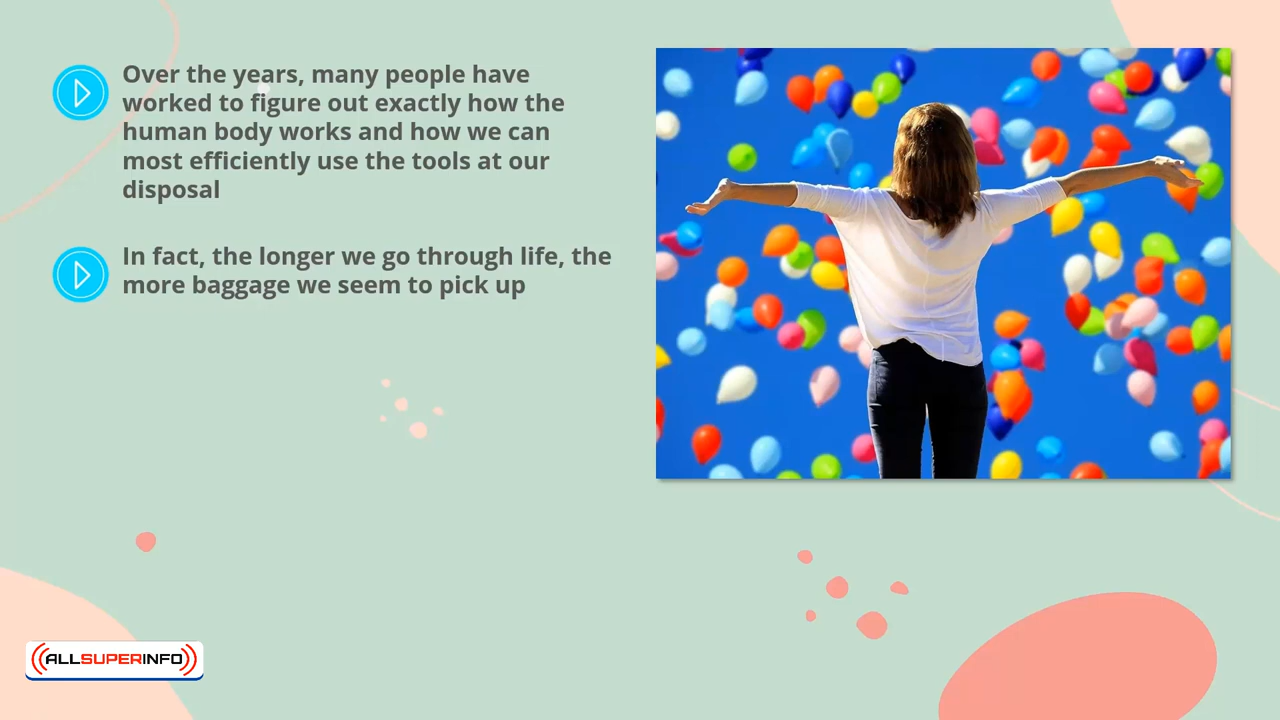 Over the years, many people have
worked to figure out exactly how the
human body works and how we can
most efficiently use the tools at our
disposal
In fact, the longer we go through life, the
more baggage we seem to pick up
ALLSUPERINFO